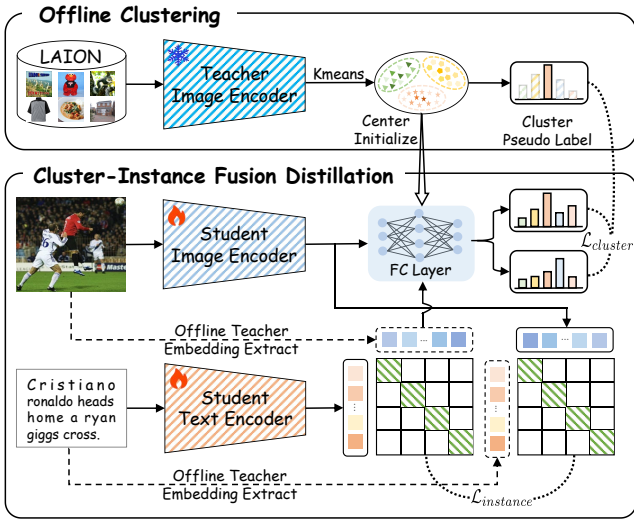 Offline Clustering
LAION
Teacher
Image Encoder
Kmeans
Center
Initialize
Cluster
Pseudo Label
Cluster-Instance Fusion Distillation
Student
Image Encoder
FC Layer
ℒcluster
Offline Teacher
Embedding Extract
...
...
Cristiano
ronaldo heads
home a ryan
giggs cross.
Student
Text Encoder
...
...
Offline Teacher
Embedding Extract
ℒinstance